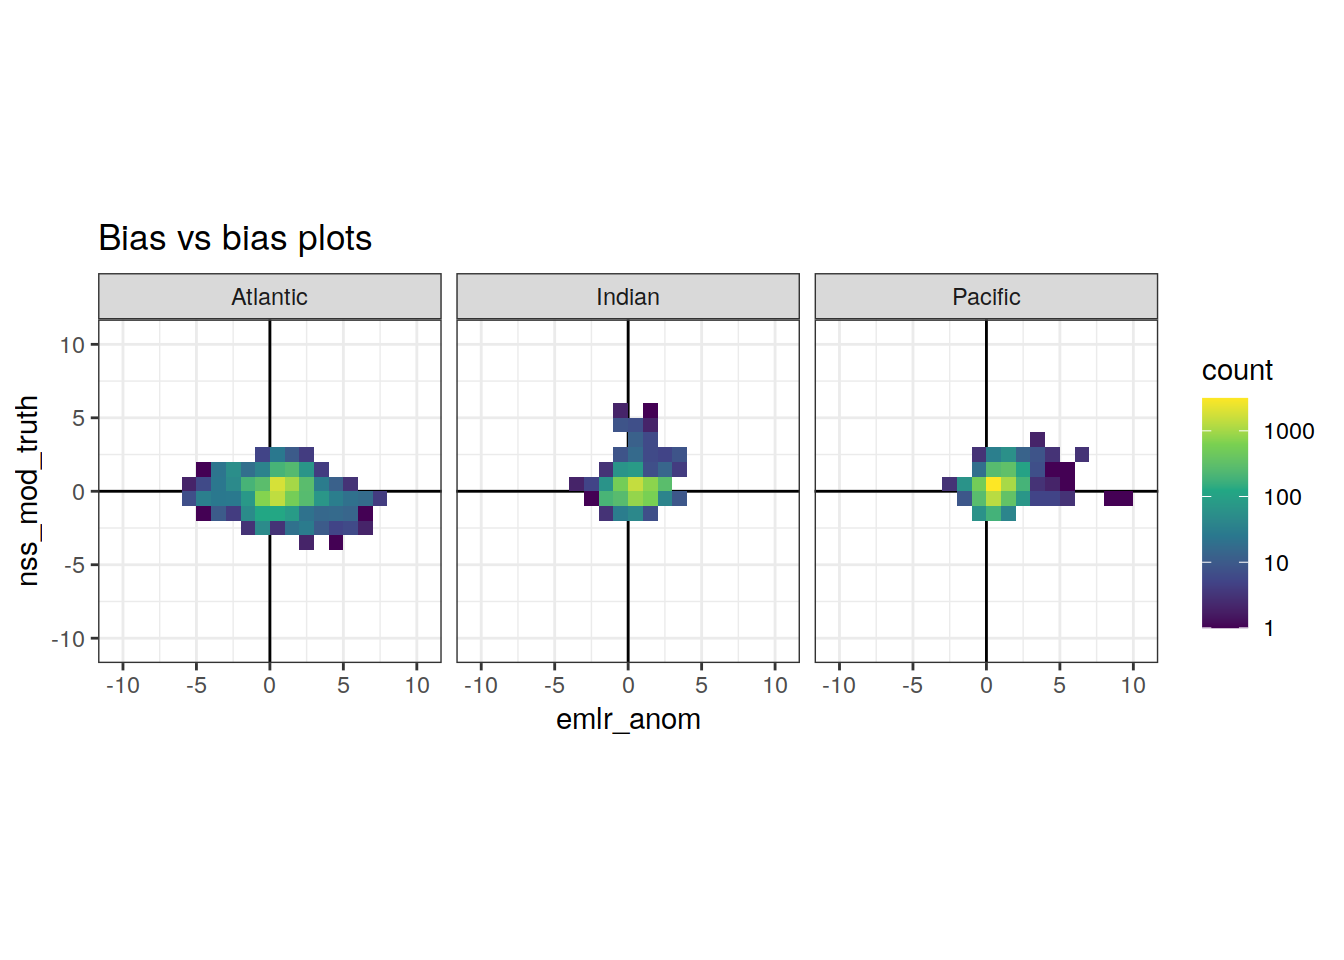 Bias vs bias plots
Atlantic Indian Pacific
nss_mod_truth
10
5
0
-5
-10
-10 -5 0 5 10 -10 -5 0 5 10 -10 -5 0 5 10
emlr_anom
count
1000
100
10
1